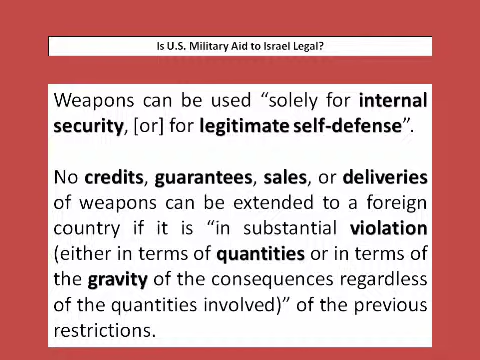 Is U.S. Military Aid to Israel Legal?
Weapons can be used “solely for internal
security, [or] for legitimate self-defense”.
No credits, guarantees, sales, or deliveries
of weapons can be extended to a foreign
country if it is “in substantial violation
(either in terms of quantities or in terms of
the gravity of the consequences regardless
of the quantities involved)” of the previous
restrictions.